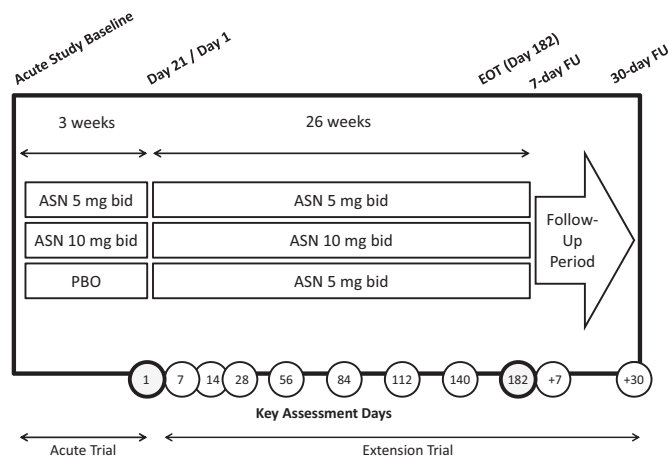 Acute Study Baseline
Day 21 / Day 1
EOT (Day 182)
7-day FU
30-day FU
3 weeks
26 weeks
ASN 5 mg bid
ASN 5 mg bid
ASN 10 mg bid
ASN 10 mg bid
PBO
ASN 5 mg bid
Follow-
Up
Period
1 7 14 28 56 84 112 140 182 +7 +30
Key Assessment Days
Acute Trial
Extension Trial